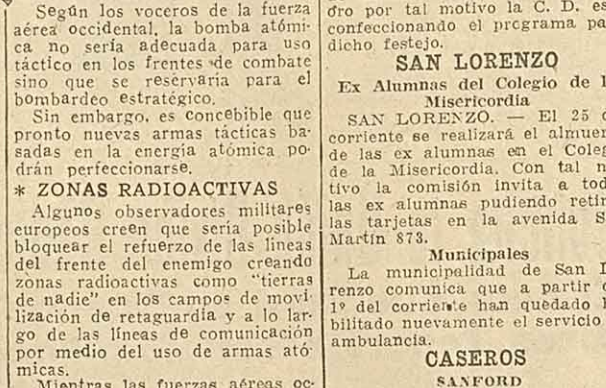 Según los voceros de la fuerza
aérea occidental, la bomba atómi-
ca no sería adecuada para uso
táctico en los frentes de combate
sino que se reservaría para el
bombardeo estratégico.
Sin embargo, es concebible que
pronto nuevas armas tácticas ba-
sadas en la energía atómica po-
drán perfeccionarse.
* ZONAS RADIOACTIVAS
Algunos observadores militares
europeos creen que sería posible
bloquear el refuerzo de las líneas
del frente del enemigo creando
zonas radioactivas como "tierras
de nadie" en los campos de movi-
lización de retaguardia y a lo lar-
go de las líneas de comunicación
por medio del uso de armas ató-
micas.
Mientras las fuerzas aéreas oc-
dro por tal motivo la C. D. es
confeccionando el programa pa
dicho festejo.
SAN LORENZO
Ex Alumnas del Colegio de
Misericordia
SAN LORENZO. — El 25
corriente se realizará el almuer
de las ex alumnas en el Coleg
de la Misericordia. Con tal
tivo la comisión invita a tod
las ex alumnas pudiendo retir
las tarjetas en la avenida S
Martín 873.
Municipales
La municipalidad de San
renzo comunica que a partir
1º del corriente han quedado
bilitado nuevamente el servicio
ambulancia.
CASEROS
SANFORD